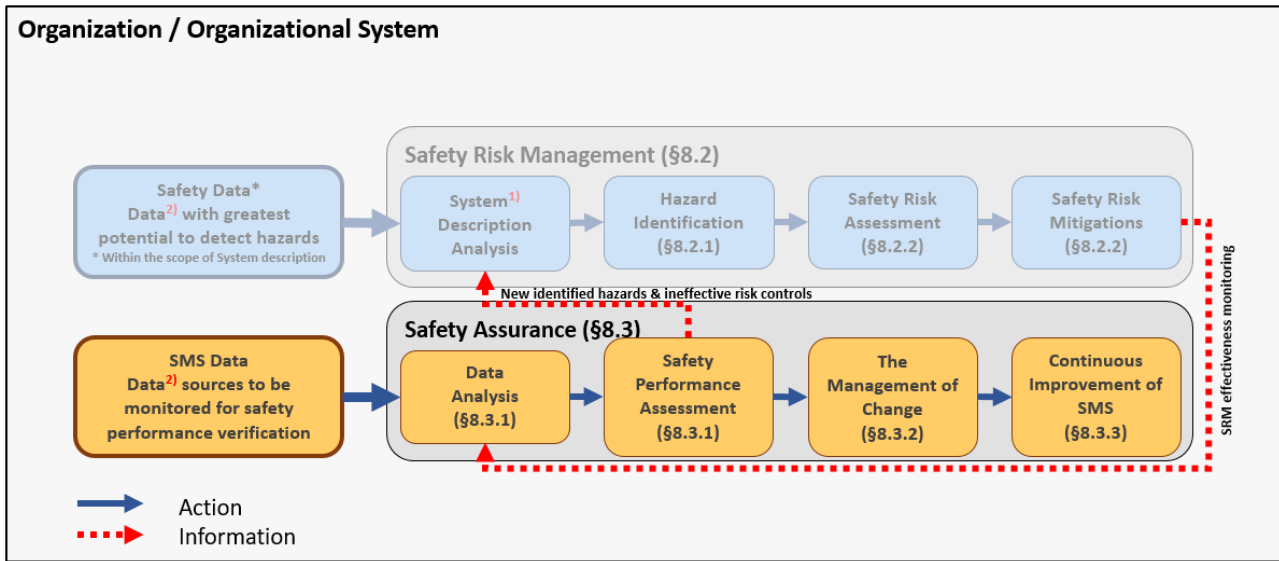 Organization / Organizational System
Safety Data*
Data2) with greatest
potential to detect hazards
* Within the scope of System description
Safety Risk Management (§8.2)
System1)
Description
Analysis
Hazard
Identification
(§8.2.1)
Safety Risk
Assessment
(§8.2.2)
Safety Risk
Mitigations
(§8.2.2)
New identified hazards & ineffective risk controls
SRM effectiveness monitoring
SMS Data
Data2) sources to be
monitored for safety
performance verification
Safety Assurance (§8.3)
Data
Analysis
(§8.3.1)
Safety
Performance
Assessment
(§8.3.1)
The
Management of
Change
(§8.3.2)
Continuous
Improvement of
SMS
(§8.3.3)
Action
Information